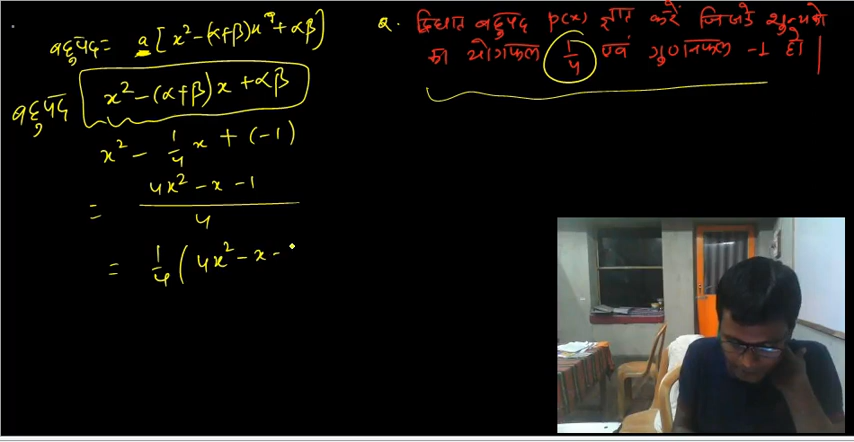 बहुपद = a [ x² - (α+β)x + αβ ]
बहुपद x² - (α+β)x + αβ
x² - 1/4 x + (-1)
= 4x² - x - 1 / 4
= 1/4 ( 4x² - x -
Q. द्विघात बहुपद p(x) ज्ञात करें जिसके शून्यकों
का योगफल 1/4 एवं गुणनफल -1 हो |